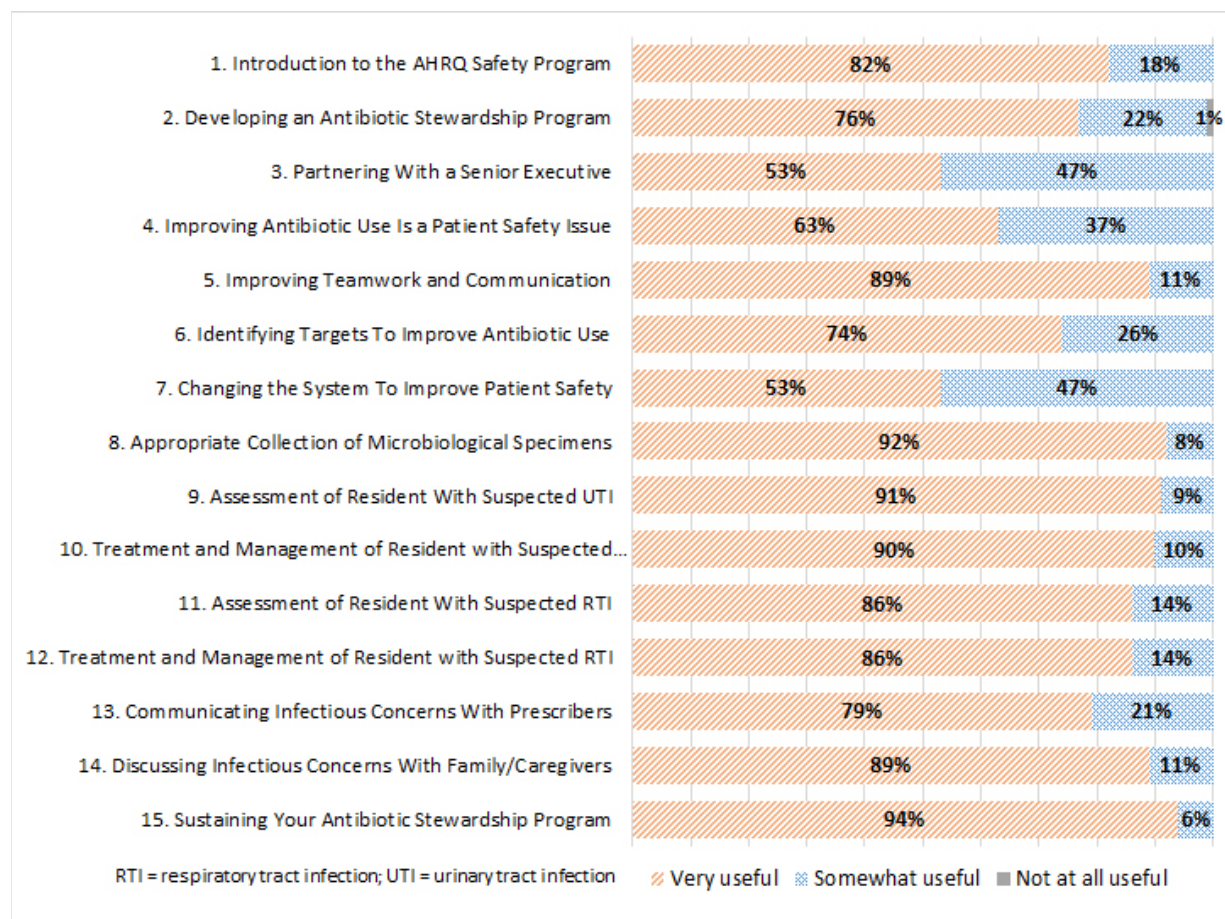 1. Introduction to the AHRQ Safety Program 82% 18%
2. Developing an Antibiotic Stewardship Program 76% 22% 1%
3. Partnering With a Senior Executive 53% 47%
4. Improving Antibiotic Use Is a Patient Safety Issue 63% 37%
5. Improving Teamwork and Communication 89% 11%
6. Identifying Targets To Improve Antibiotic Use 74% 26%
7. Changing the System To Improve Patient Safety 53% 47%
8. Appropriate Collection of Microbiological Specimens 92% 8%
9. Assessment of Resident With Suspected UTI 91% 9%
10. Treatment and Management of Resident with Suspected... 90% 10%
11. Assessment of Resident With Suspected RTI 86% 14%
12. Treatment and Management of Resident with Suspected RTI 86% 14%
13. Communicating Infectious Concerns With Prescribers 79% 21%
14. Discussing Infectious Concerns With Family/Caregivers 89% 11%
15. Sustaining Your Antibiotic Stewardship Program 94% 6%
RTI = respiratory tract infection; UTI = urinary tract infection Very useful Somewhat useful Not at all useful